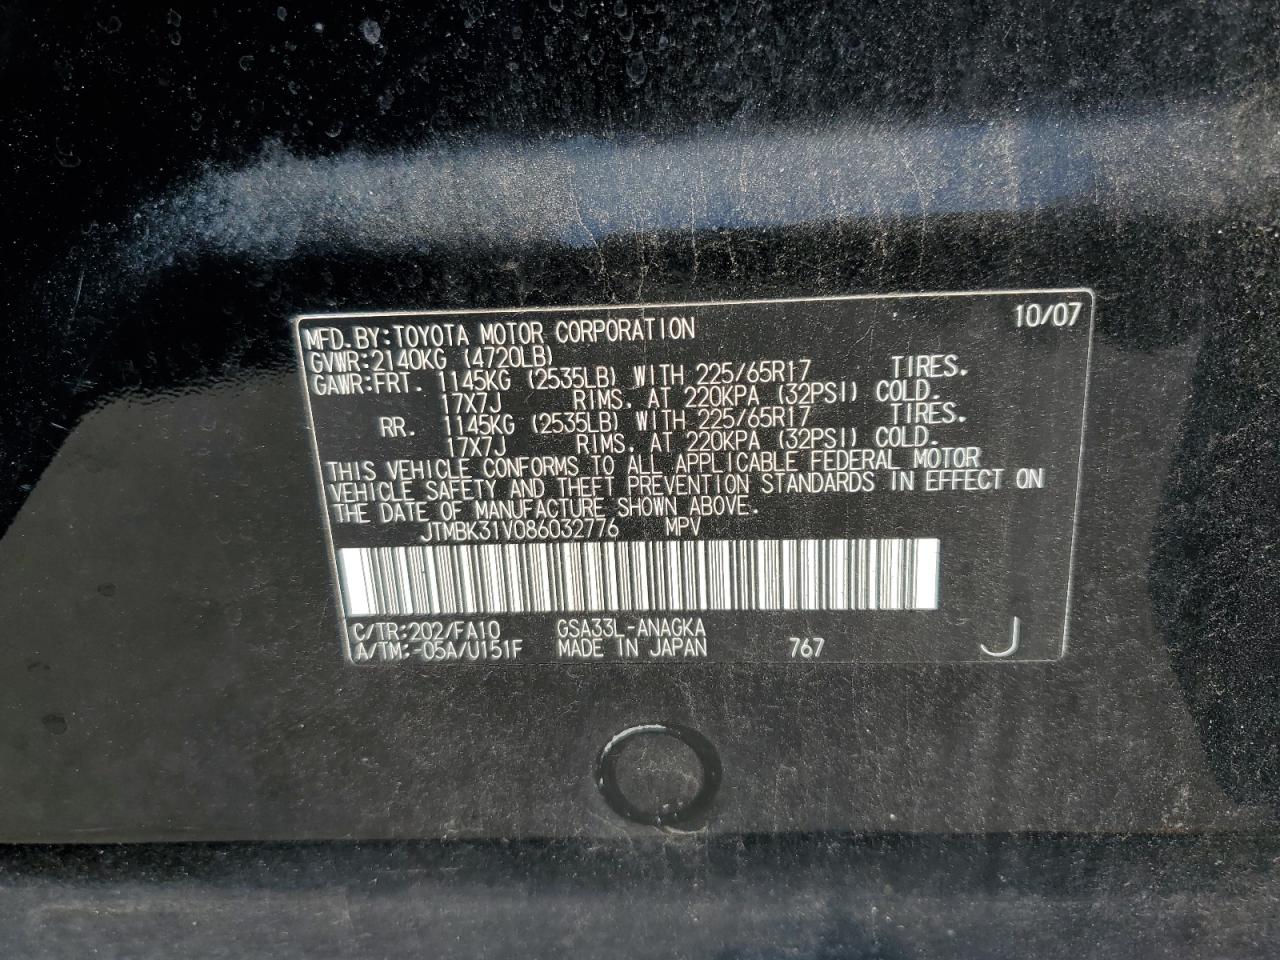 MFD.BY:TOYOTA MOTOR CORPORATION 10/07
GVWR:2140KG (4720LB)
GAWR:FRT. 1145KG (2535LB) WITH 225/65R17 TIRES.
17X7J RIMS. AT 220KPA (32PSI) COLD.
RR. 1145KG (2535LB) WITH 225/65R17 TIRES.
17X7J RIMS. AT 220KPA (32PSI) COLD.
THIS VEHICLE CONFORMS TO ALL APPLICABLE FEDERAL MOTOR
VEHICLE SAFETY AND THEFT PREVENTION STANDARDS IN EFFECT ON
THE DATE OF MANUFACTURE SHOWN ABOVE.
JTMBK31V086032776 MPV
C/TR:202/FA10 GSA33L-ANAGKA
A/TM:-05A/U151F MADE IN JAPAN 767 J